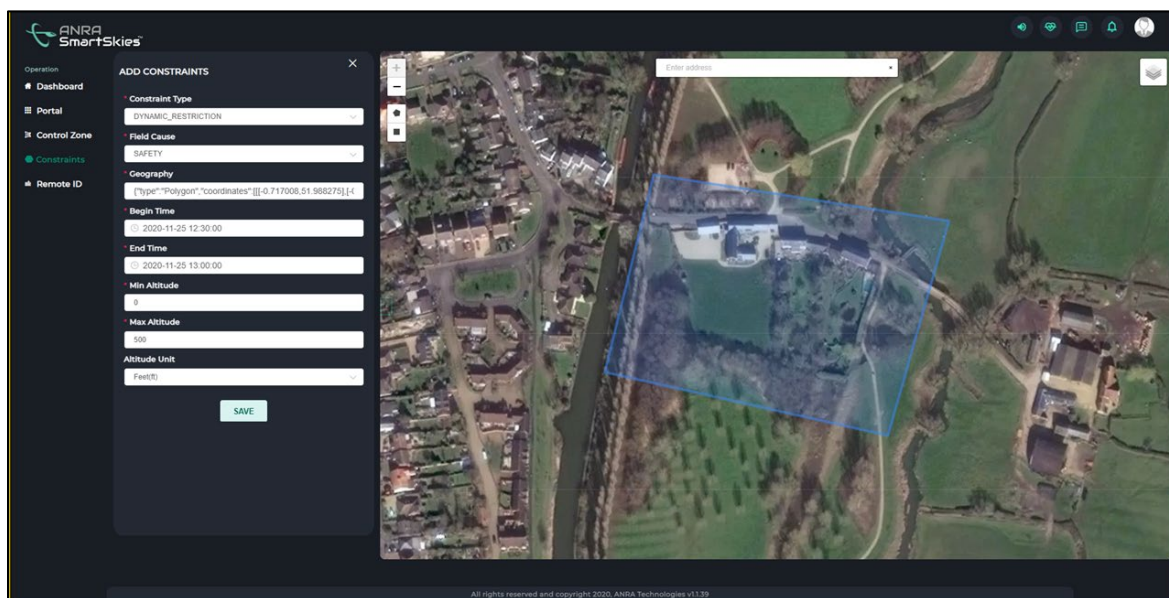 ANRA
SmartSkies™
Operation
Dashboard
Portal
Control Zone
Constraints
Remote ID
ADD CONSTRAINTS
* Constraint Type
DYNAMIC_RESTRICTION
* Field Cause
SAFETY
* Geography
{"type":"Polygon","coordinates":[[[-0.717008,51.988275],[-(
* Begin Time
2020-11-25 12:30:00
* End Time
2020-11-25 13:00:00
* Min Altitude
0
* Max Altitude
500
Altitude Unit
Feet(ft)
SAVE
Enter address
All rights reserved and copyright 2020, ANRA Technologies v1.1.39